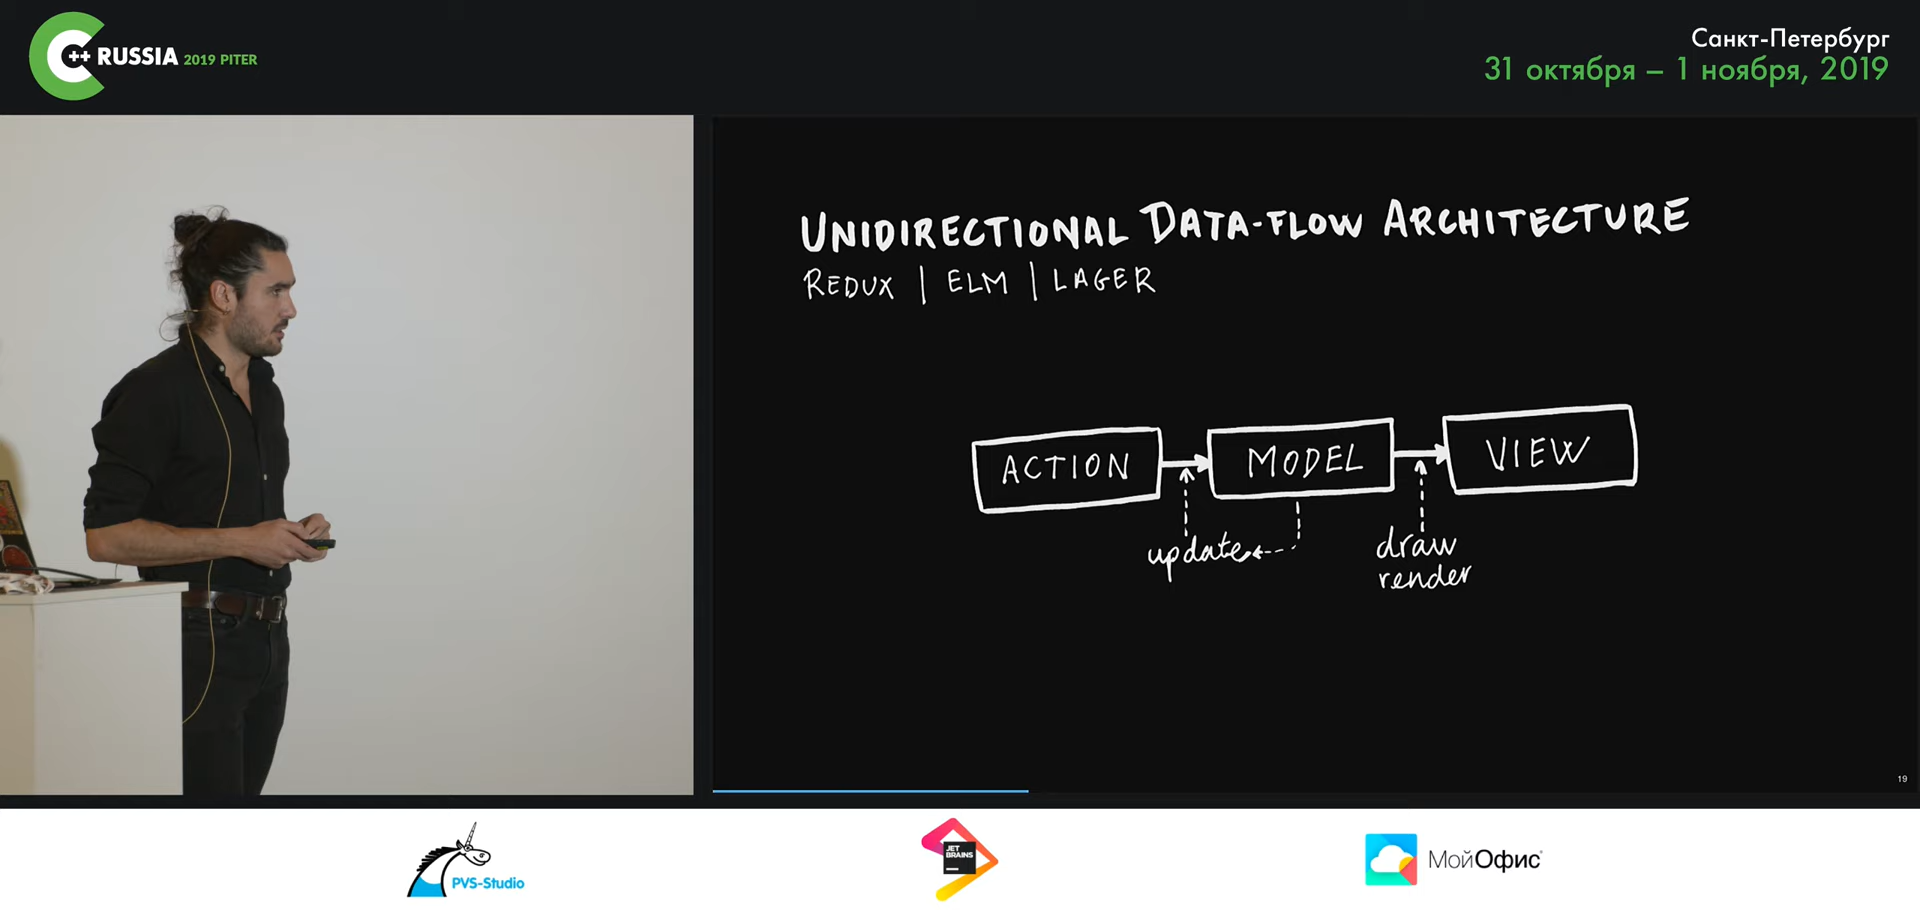 C++ RUSSIA 2019 PITER
Санкт-Петербург
31 октября – 1 ноября, 2019
UNIDIRECTIONAL DATA-FLOW ARCHITECTURE
REDUX | ELM | LAGER
ACTION
MODEL
VIEW
update
draw
render
19
PVS-Studio
JET
BRAINS
МойОфис